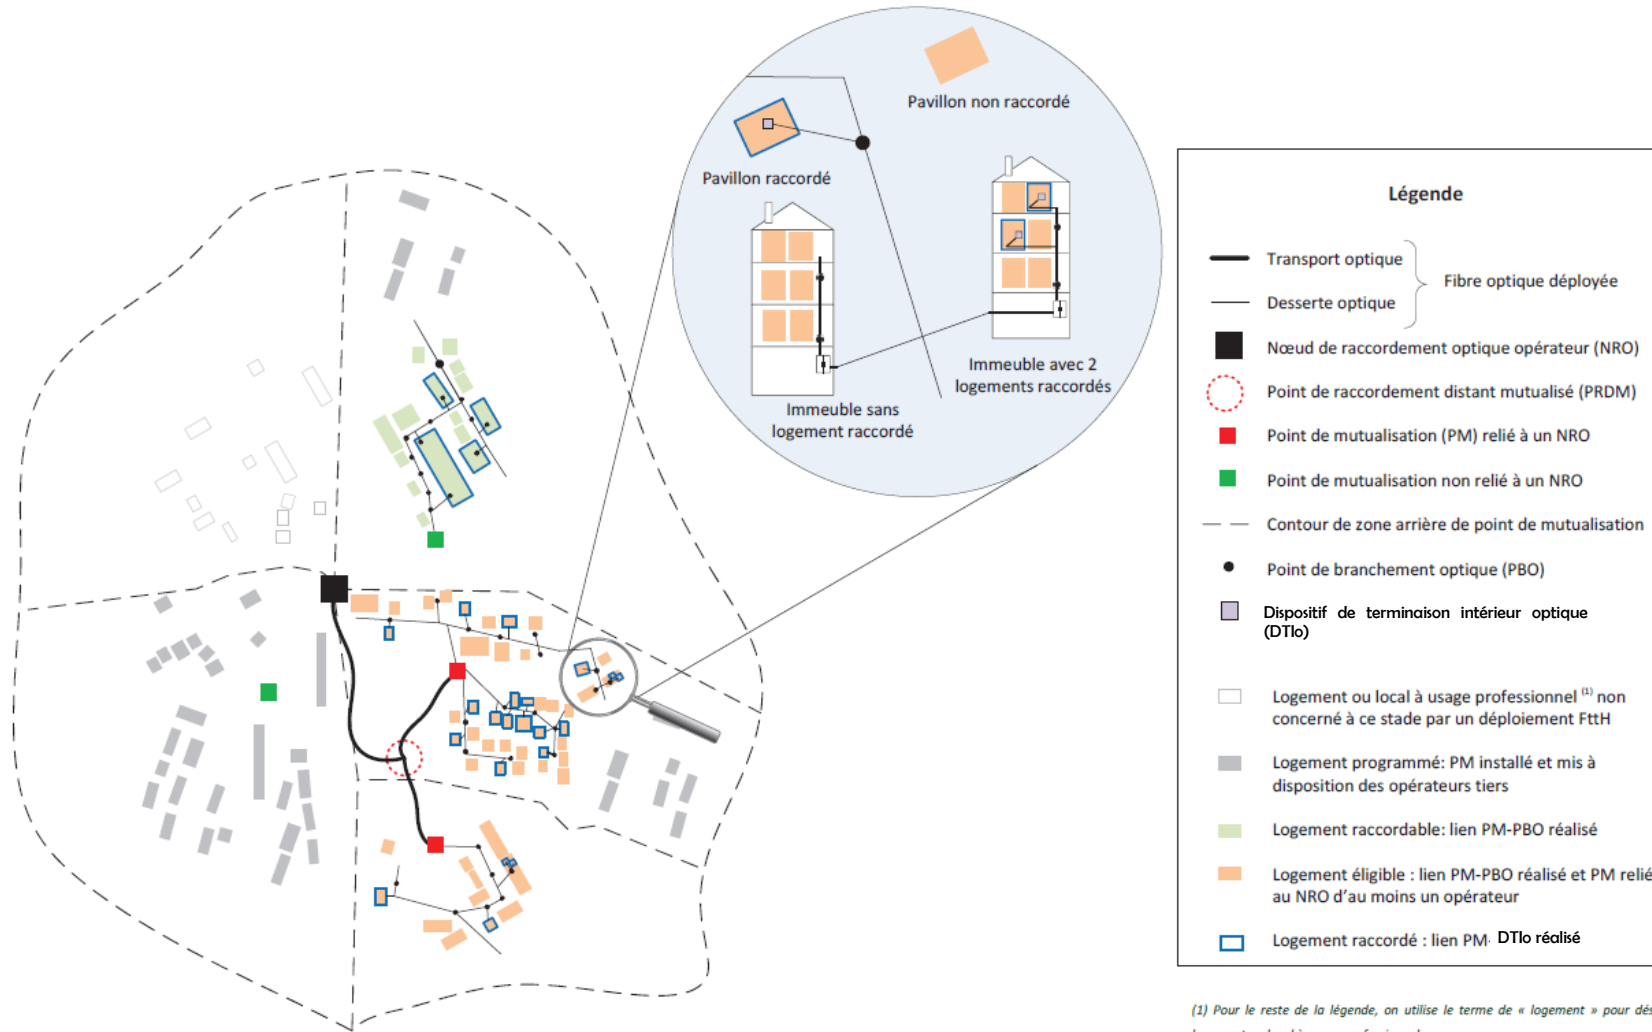 Pavillon non raccordé
Pavillon raccordé
Immeuble sans
logement raccordé
Immeuble avec 2
logements raccordés
Légende
Transport optique
Desserte optique
Fibre optique déployée
Nœud de raccordement optique opérateur (NRO)
Point de raccordement distant mutualisé (PRDM)
Point de mutualisation (PM) relié à un NRO
Point de mutualisation non relié à un NRO
Contour de zone arrière de point de mutualisation
Point de branchement optique (PBO)
Dispositif de terminaison intérieur optique
(DTIo)
Logement ou local à usage professionnel (1) non
concerné à ce stade par un déploiement FttH
Logement programmé: PM installé et mis à
disposition des opérateurs tiers
Logement raccordable: lien PM-PBO réalisé
Logement éligible : lien PM-PBO réalisé et PM relié
au NRO d'au moins un opérateur
Logement raccordé : lien PM- DTIo réalisé
(1) Pour le reste de la légende, on utilise le terme de « logement » pour